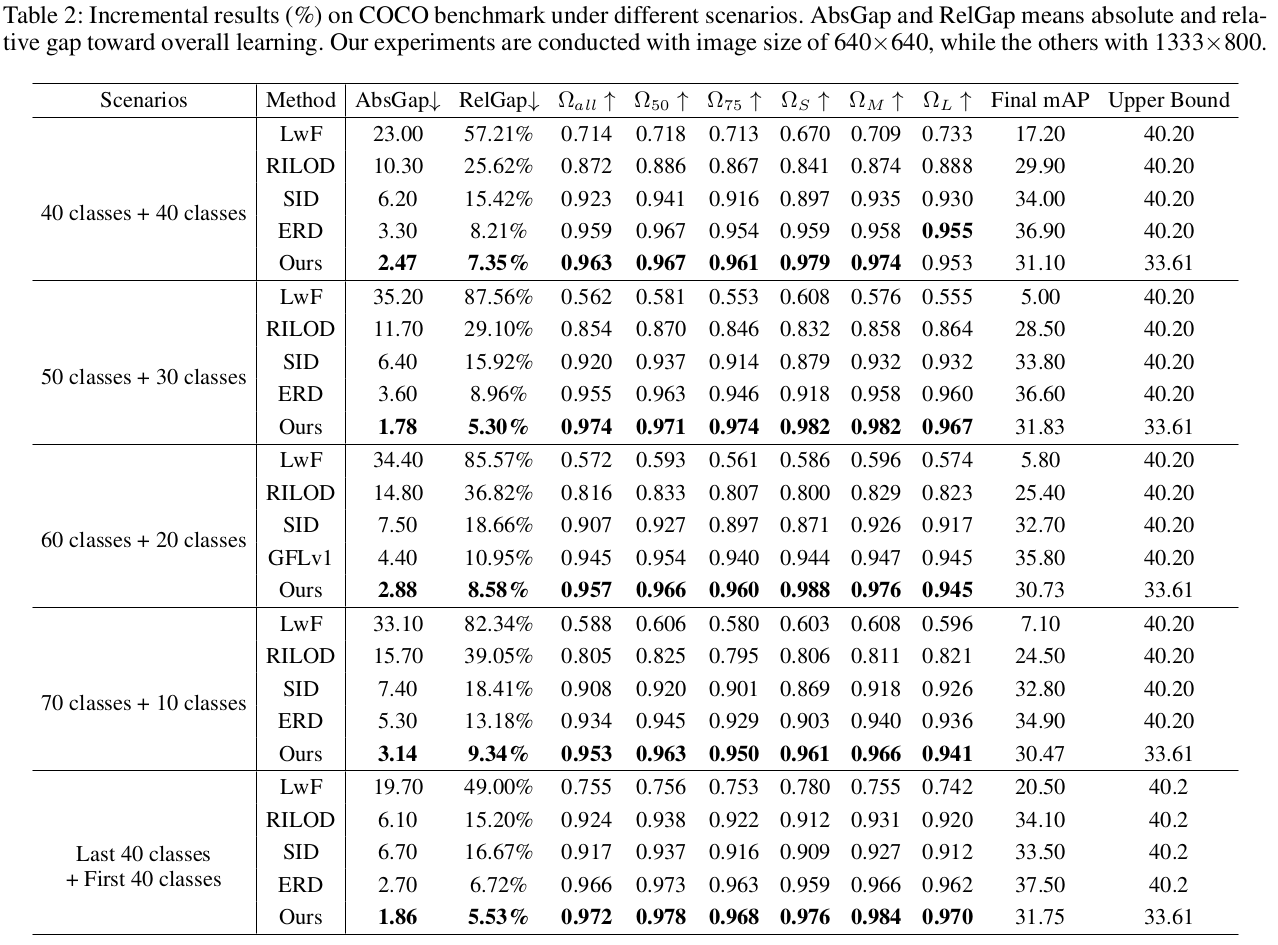 Table 2: Incremental results (%) on COCO benchmark under different scenarios. AbsGap and RelGap means absolute and rela-
tive gap toward overall learning. Our experiments are conducted with image size of 640×640, while the others with 1333×800.
Scenarios Method AbsGap↓ RelGap↓ Ω_all ↑ Ω_50 ↑ Ω_75 ↑ Ω_S ↑ Ω_M ↑ Ω_L ↑ Final mAP Upper Bound
40 classes + 40 classes
LwF 23.00 57.21% 0.714 0.718 0.713 0.670 0.709 0.733 17.20 40.20
RILOD 10.30 25.62% 0.872 0.886 0.867 0.841 0.874 0.888 29.90 40.20
SID 6.20 15.42% 0.923 0.941 0.916 0.897 0.935 0.930 34.00 40.20
ERD 3.30 8.21% 0.959 0.967 0.954 0.959 0.958 0.955 36.90 40.20
Ours 2.47 7.35% 0.963 0.967 0.961 0.979 0.974 0.953 31.10 33.61
50 classes + 30 classes
LwF 35.20 87.56% 0.562 0.581 0.553 0.608 0.576 0.555 5.00 40.20
RILOD 11.70 29.10% 0.854 0.870 0.846 0.832 0.858 0.864 28.50 40.20
SID 6.40 15.92% 0.920 0.937 0.914 0.879 0.932 0.932 33.80 40.20
ERD 3.60 8.96% 0.955 0.963 0.946 0.918 0.958 0.960 36.60 40.20
Ours 1.78 5.30% 0.974 0.971 0.974 0.982 0.982 0.967 31.83 33.61
60 classes + 20 classes
LwF 34.40 85.57% 0.572 0.593 0.561 0.586 0.596 0.574 5.80 40.20
RILOD 14.80 36.82% 0.816 0.833 0.807 0.800 0.829 0.823 25.40 40.20
SID 7.50 18.66% 0.907 0.927 0.897 0.871 0.926 0.917 32.70 40.20
GFLv1 4.40 10.95% 0.945 0.954 0.940 0.944 0.947 0.945 35.80 40.20
Ours 2.88 8.58% 0.957 0.966 0.960 0.988 0.976 0.945 30.73 33.61
70 classes + 10 classes
LwF 33.10 82.34% 0.588 0.606 0.580 0.603 0.608 0.596 7.10 40.20
RILOD 15.70 39.05% 0.805 0.825 0.795 0.806 0.811 0.821 24.50 40.20
SID 7.40 18.41% 0.908 0.920 0.901 0.869 0.918 0.926 32.80 40.20
ERD 5.30 13.18% 0.934 0.945 0.929 0.903 0.940 0.936 34.90 40.20
Ours 3.14 9.34% 0.953 0.963 0.950 0.961 0.966 0.941 30.47 33.61
Last 40 classes
+ First 40 classes
LwF 19.70 49.00% 0.755 0.756 0.753 0.780 0.755 0.742 20.50 40.2
RILOD 6.10 15.20% 0.924 0.938 0.922 0.912 0.931 0.920 34.10 40.2
SID 6.70 16.67% 0.917 0.937 0.916 0.909 0.927 0.912 33.50 40.2
ERD 2.70 6.72% 0.966 0.973 0.963 0.959 0.966 0.962 37.50 40.2
Ours 1.86 5.53% 0.972 0.978 0.968 0.976 0.984 0.970 31.75 33.61